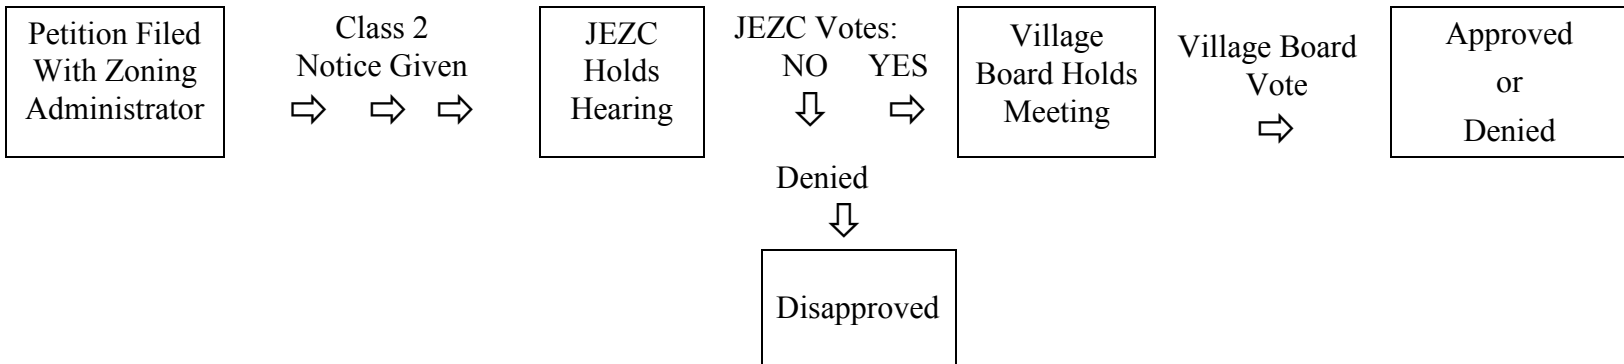 Petition Filed
With Zoning
Administrator
Class 2
Notice Given
JEZC
Holds
Hearing
JEZC Votes:
NO YES
Village
Board Holds
Meeting
Village Board
Vote
Approved
or
Denied
Denied
Disapproved